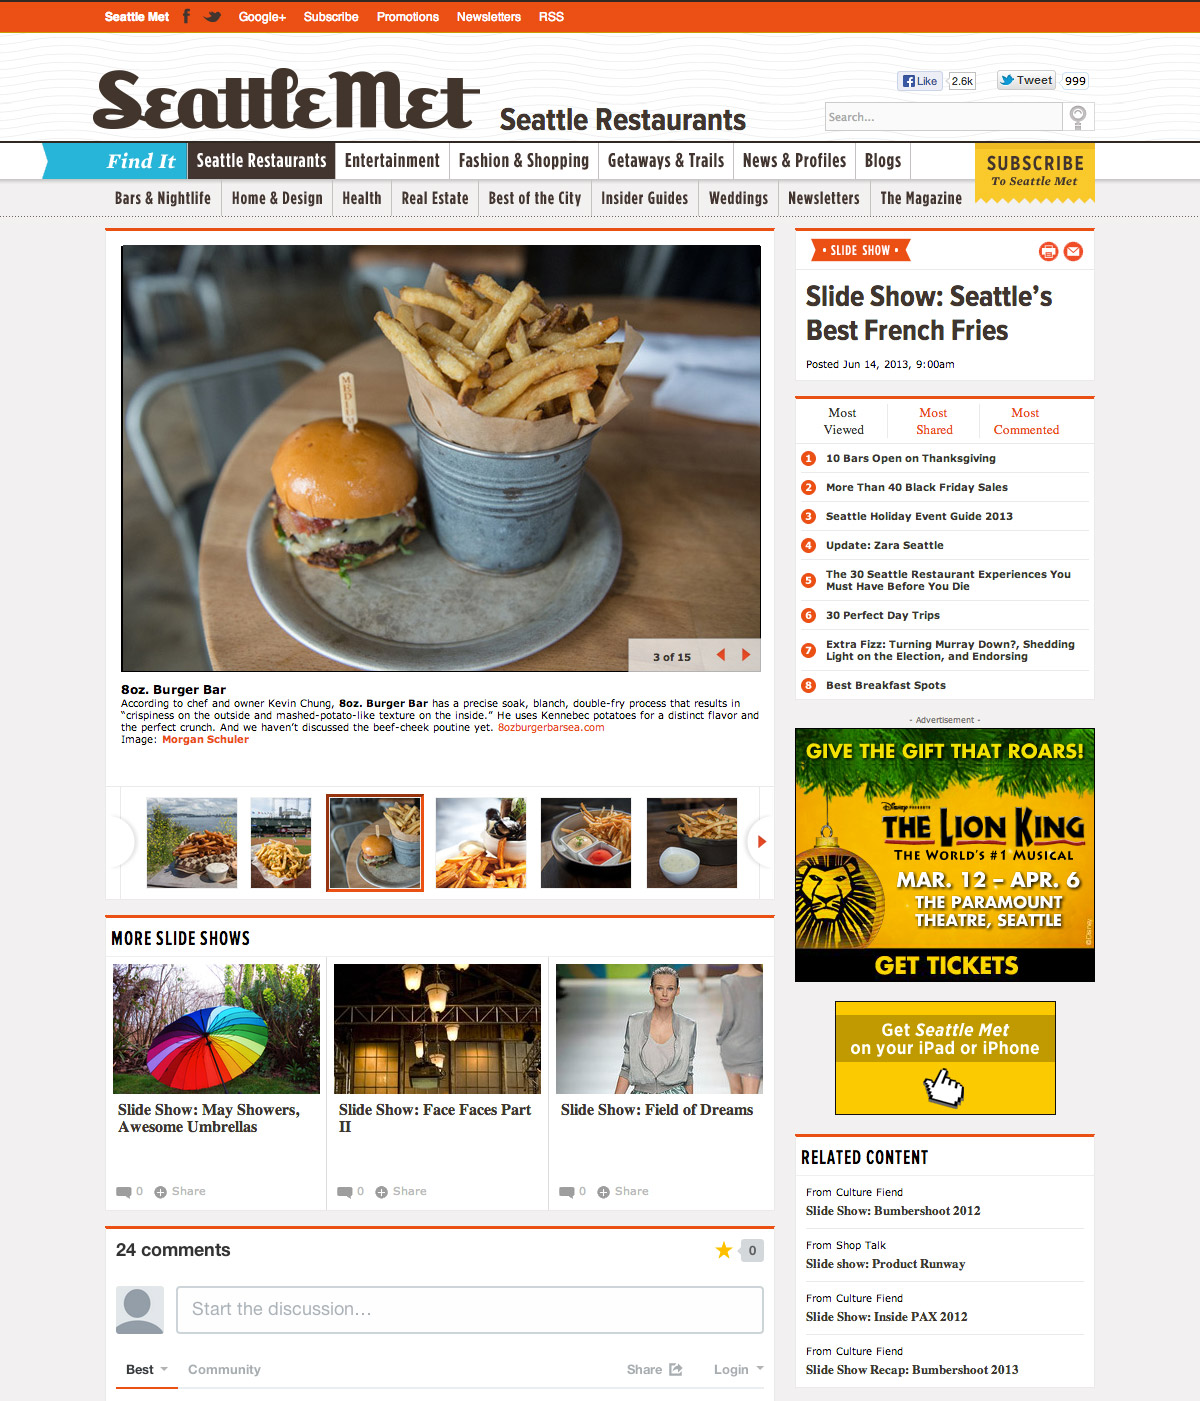 Seattle Met Google+ Subscribe Promotions Newsletters RSS
Seattle Met Seattle Restaurants
Like 2.6k Tweet 999
Search...
Find It Seattle Restaurants Entertainment Fashion & Shopping Getaways & Trails News & Profiles Blogs
SUBSCRIBE
To Seattle Met
Bars & Nightlife Home & Design Health Real Estate Best of the City Insider Guides Weddings Newsletters The Magazine
MEDIUM
3 of 15
8oz. Burger Bar
According to chef and owner Kevin Chung, 8oz. Burger Bar has a precise soak, blanch, double-fry process that results in
“crispiness on the outside and mashed-potato-like texture on the inside.” He uses Kennebec potatoes for a distinct flavor and
the perfect crunch. And we haven’t discussed the beef-cheek poutine yet. 8ozburgerbarsea.com
Image: Morgan Schuler
MORE SLIDE SHOWS
Slide Show: May Showers,
Awesome Umbrellas
0 Share
Slide Show: Face Faces Part
II
0 Share
Slide Show: Field of Dreams
0 Share
24 comments
0
Start the discussion...
Best Community Share Login
• SLIDE SHOW •
Slide Show: Seattle’s
Best French Fries
Posted Jun 14, 2013, 9:00am
Most
Viewed
Most
Shared
Most
Commented
1 10 Bars Open on Thanksgiving
2 More Than 40 Black Friday Sales
3 Seattle Holiday Event Guide 2013
4 Update: Zara Seattle
5 The 30 Seattle Restaurant Experiences You
Must Have Before You Die
6 30 Perfect Day Trips
7 Extra Fizz: Turning Murray Down?, Shedding
Light on the Election, and Endorsing
8 Best Breakfast Spots
- Advertisement -
GIVE THE GIFT THAT ROARS!
Disney PRESENTS
THE LION KING
THE WORLD'S #1 MUSICAL
MAR. 12 – APR. 6
THE PARAMOUNT
THEATRE, SEATTLE
©Disney
GET TICKETS
Get Seattle Met
on your iPad or iPhone
RELATED CONTENT
From Culture Fiend
Slide Show: Bumbershoot 2012
From Shop Talk
Slide show: Product Runway
From Culture Fiend
Slide Show: Inside PAX 2012
From Culture Fiend
Slide Show Recap: Bumbershoot 2013